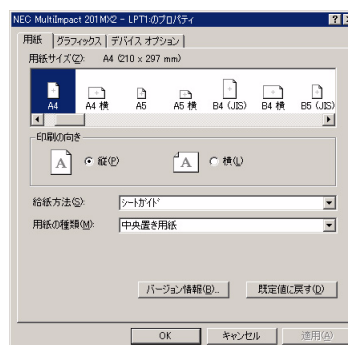 NEC MultiImpact 201MX2 - LPT1:のプロパティ
用紙 グラフィックス デバイス オプション
用紙サイズ(Z): A4 (210 x 297 mm)
A4 A4 横 A5 A5 横 B4 (JIS) B4 横 B5 (JIS)
印刷の向き
A 縦(P) A 横(L)
給紙方法(S): シートガイド
用紙の種類(M): 中央置き用紙
バージョン情報(B)... 既定値に戻す(D)
OK キャンセル 適用(A)